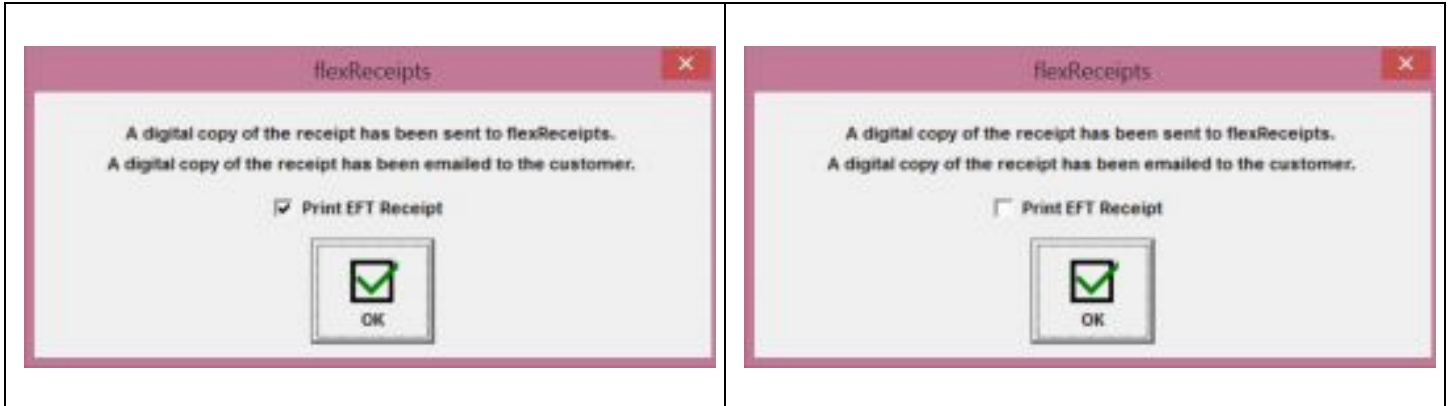 flexReceipts
A digital copy of the receipt has been sent to flexReceipts.
A digital copy of the receipt has been emailed to the customer.
Print EFT Receipt
OK
flexReceipts
A digital copy of the receipt has been sent to flexReceipts.
A digital copy of the receipt has been emailed to the customer.
Print EFT Receipt
OK